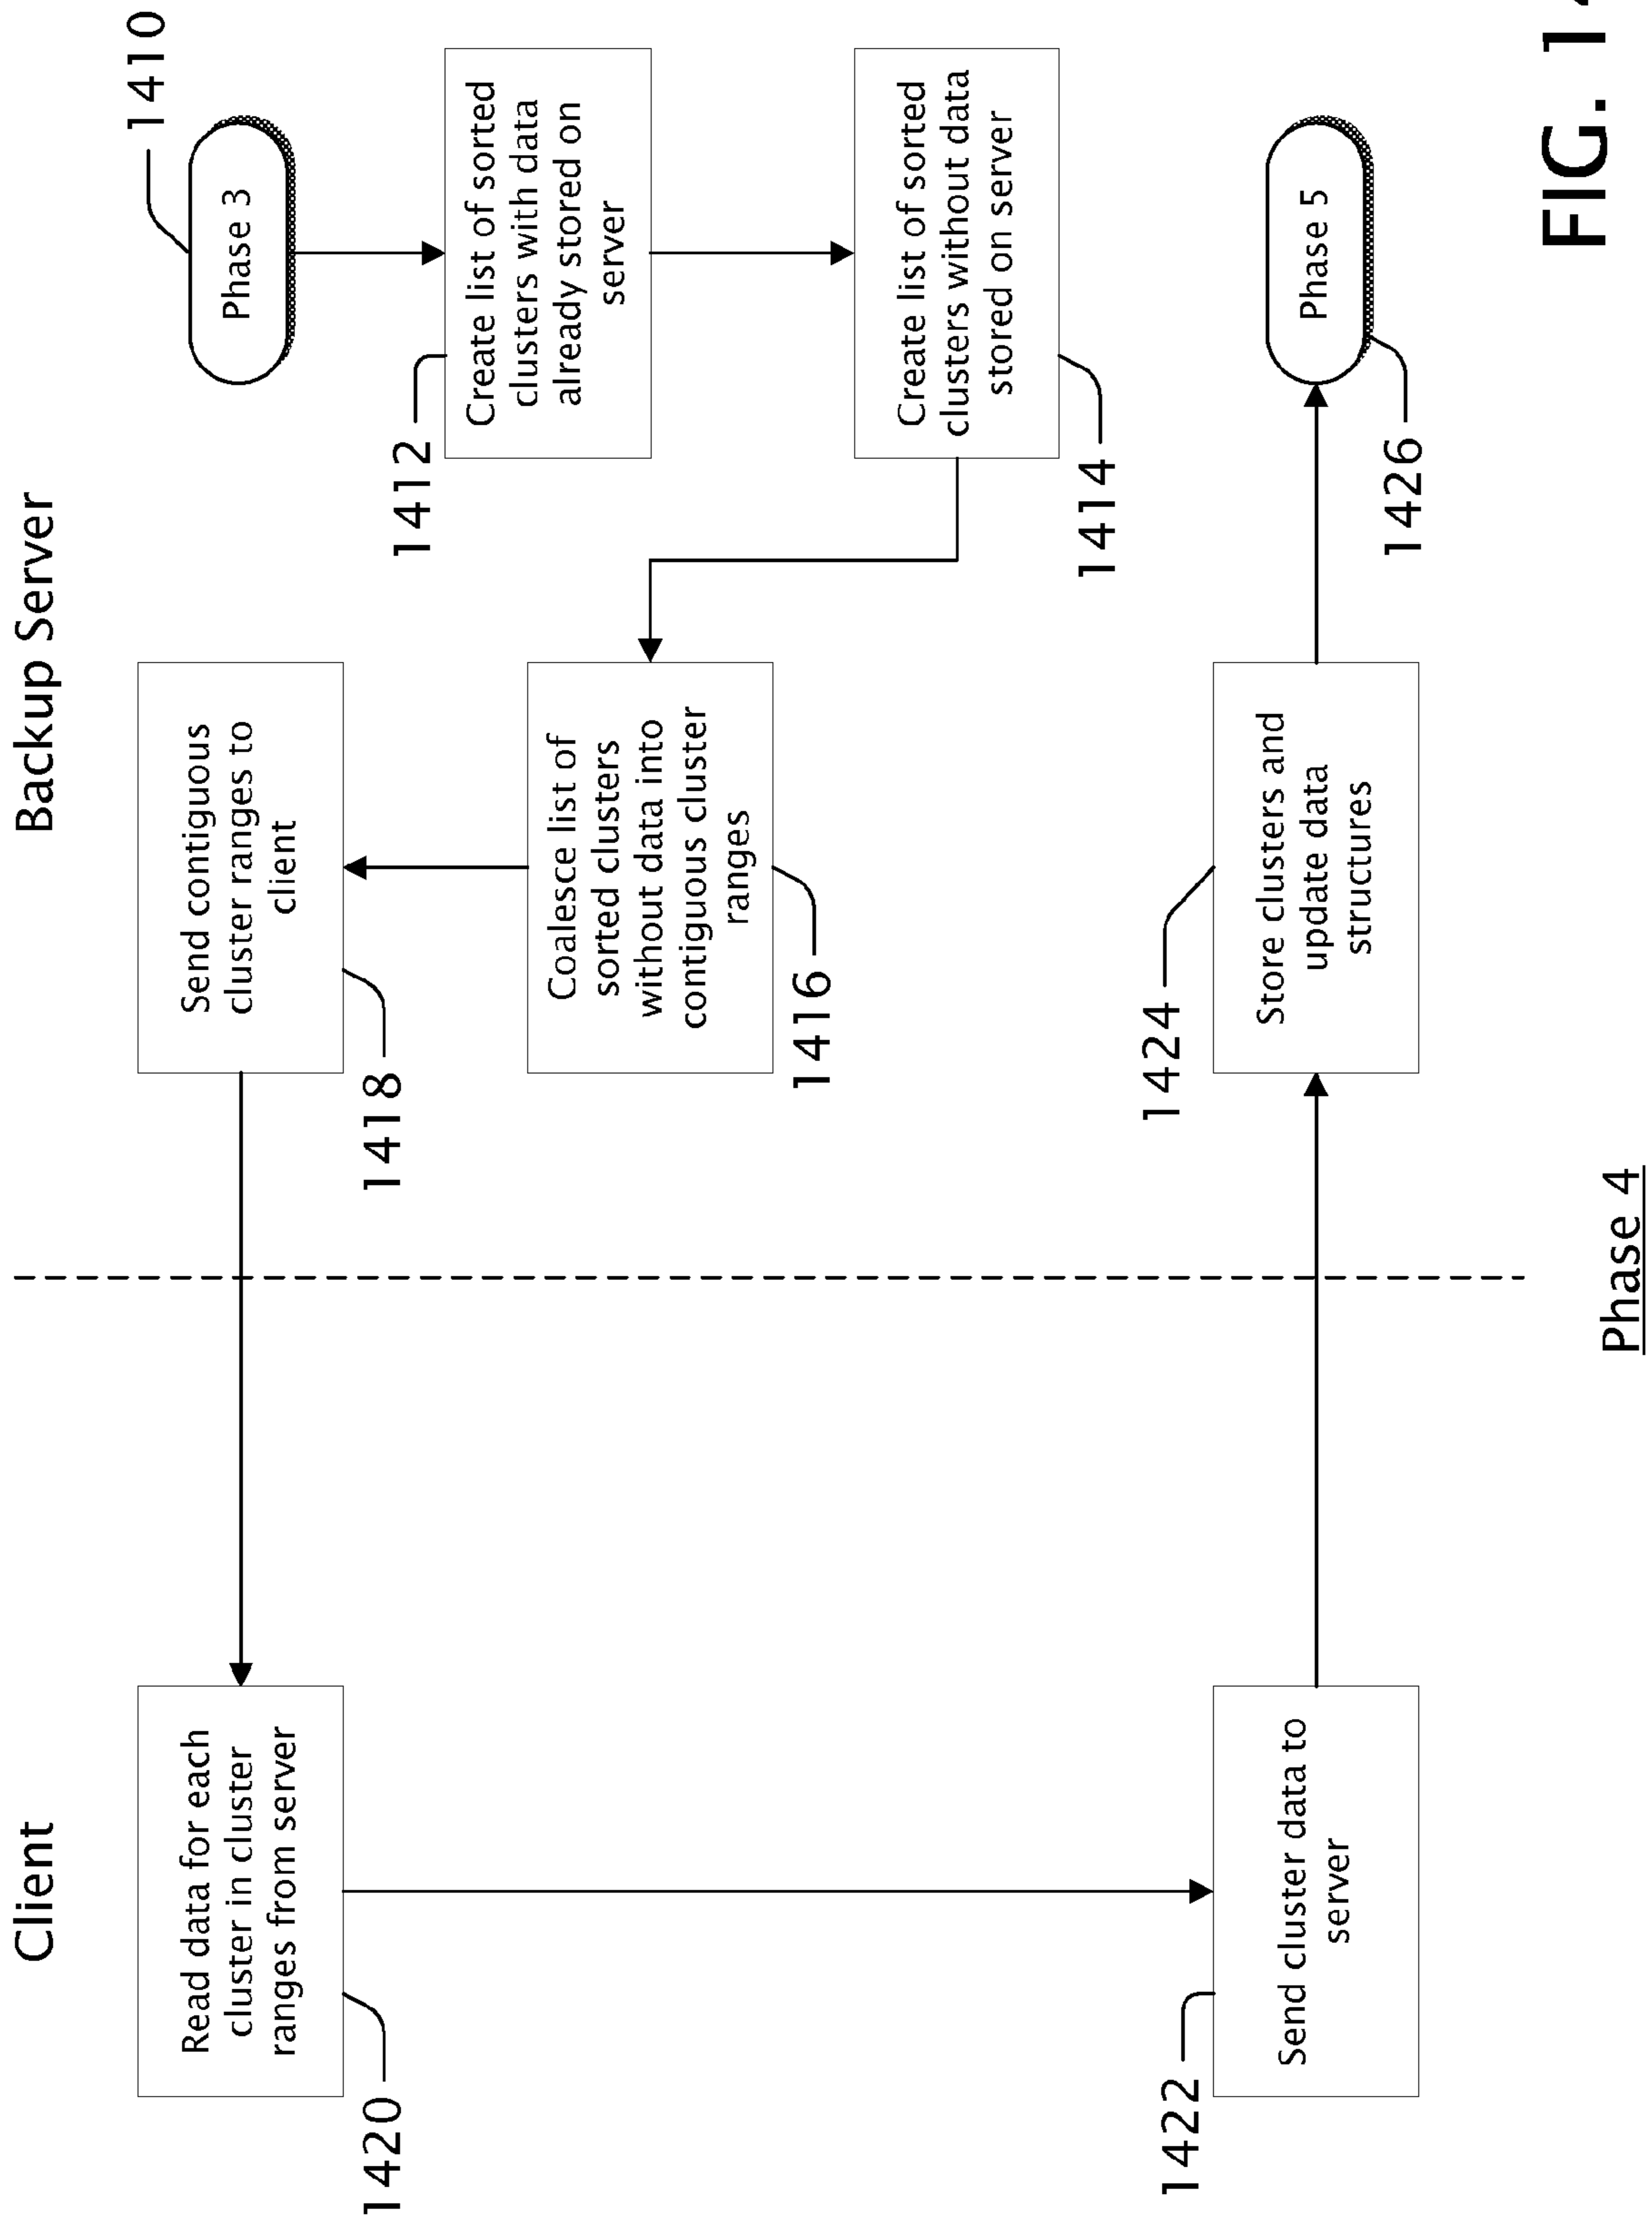 Client
Backup Server
1410
Phase 3
1412
Create list of sorted
clusters with data
already stored on
server
1414
Create list of sorted
clusters without data
stored on server
1416
Coalesce list of
sorted clusters
without data into
contiguous cluster
ranges
1418
Send contiguous
cluster ranges to
client
1420
Read data for each
cluster in cluster
ranges from server
1422
Send cluster data to
server
1424
Store clusters and
update data
structures
1426
Phase 5
Phase 4
FIG. 1